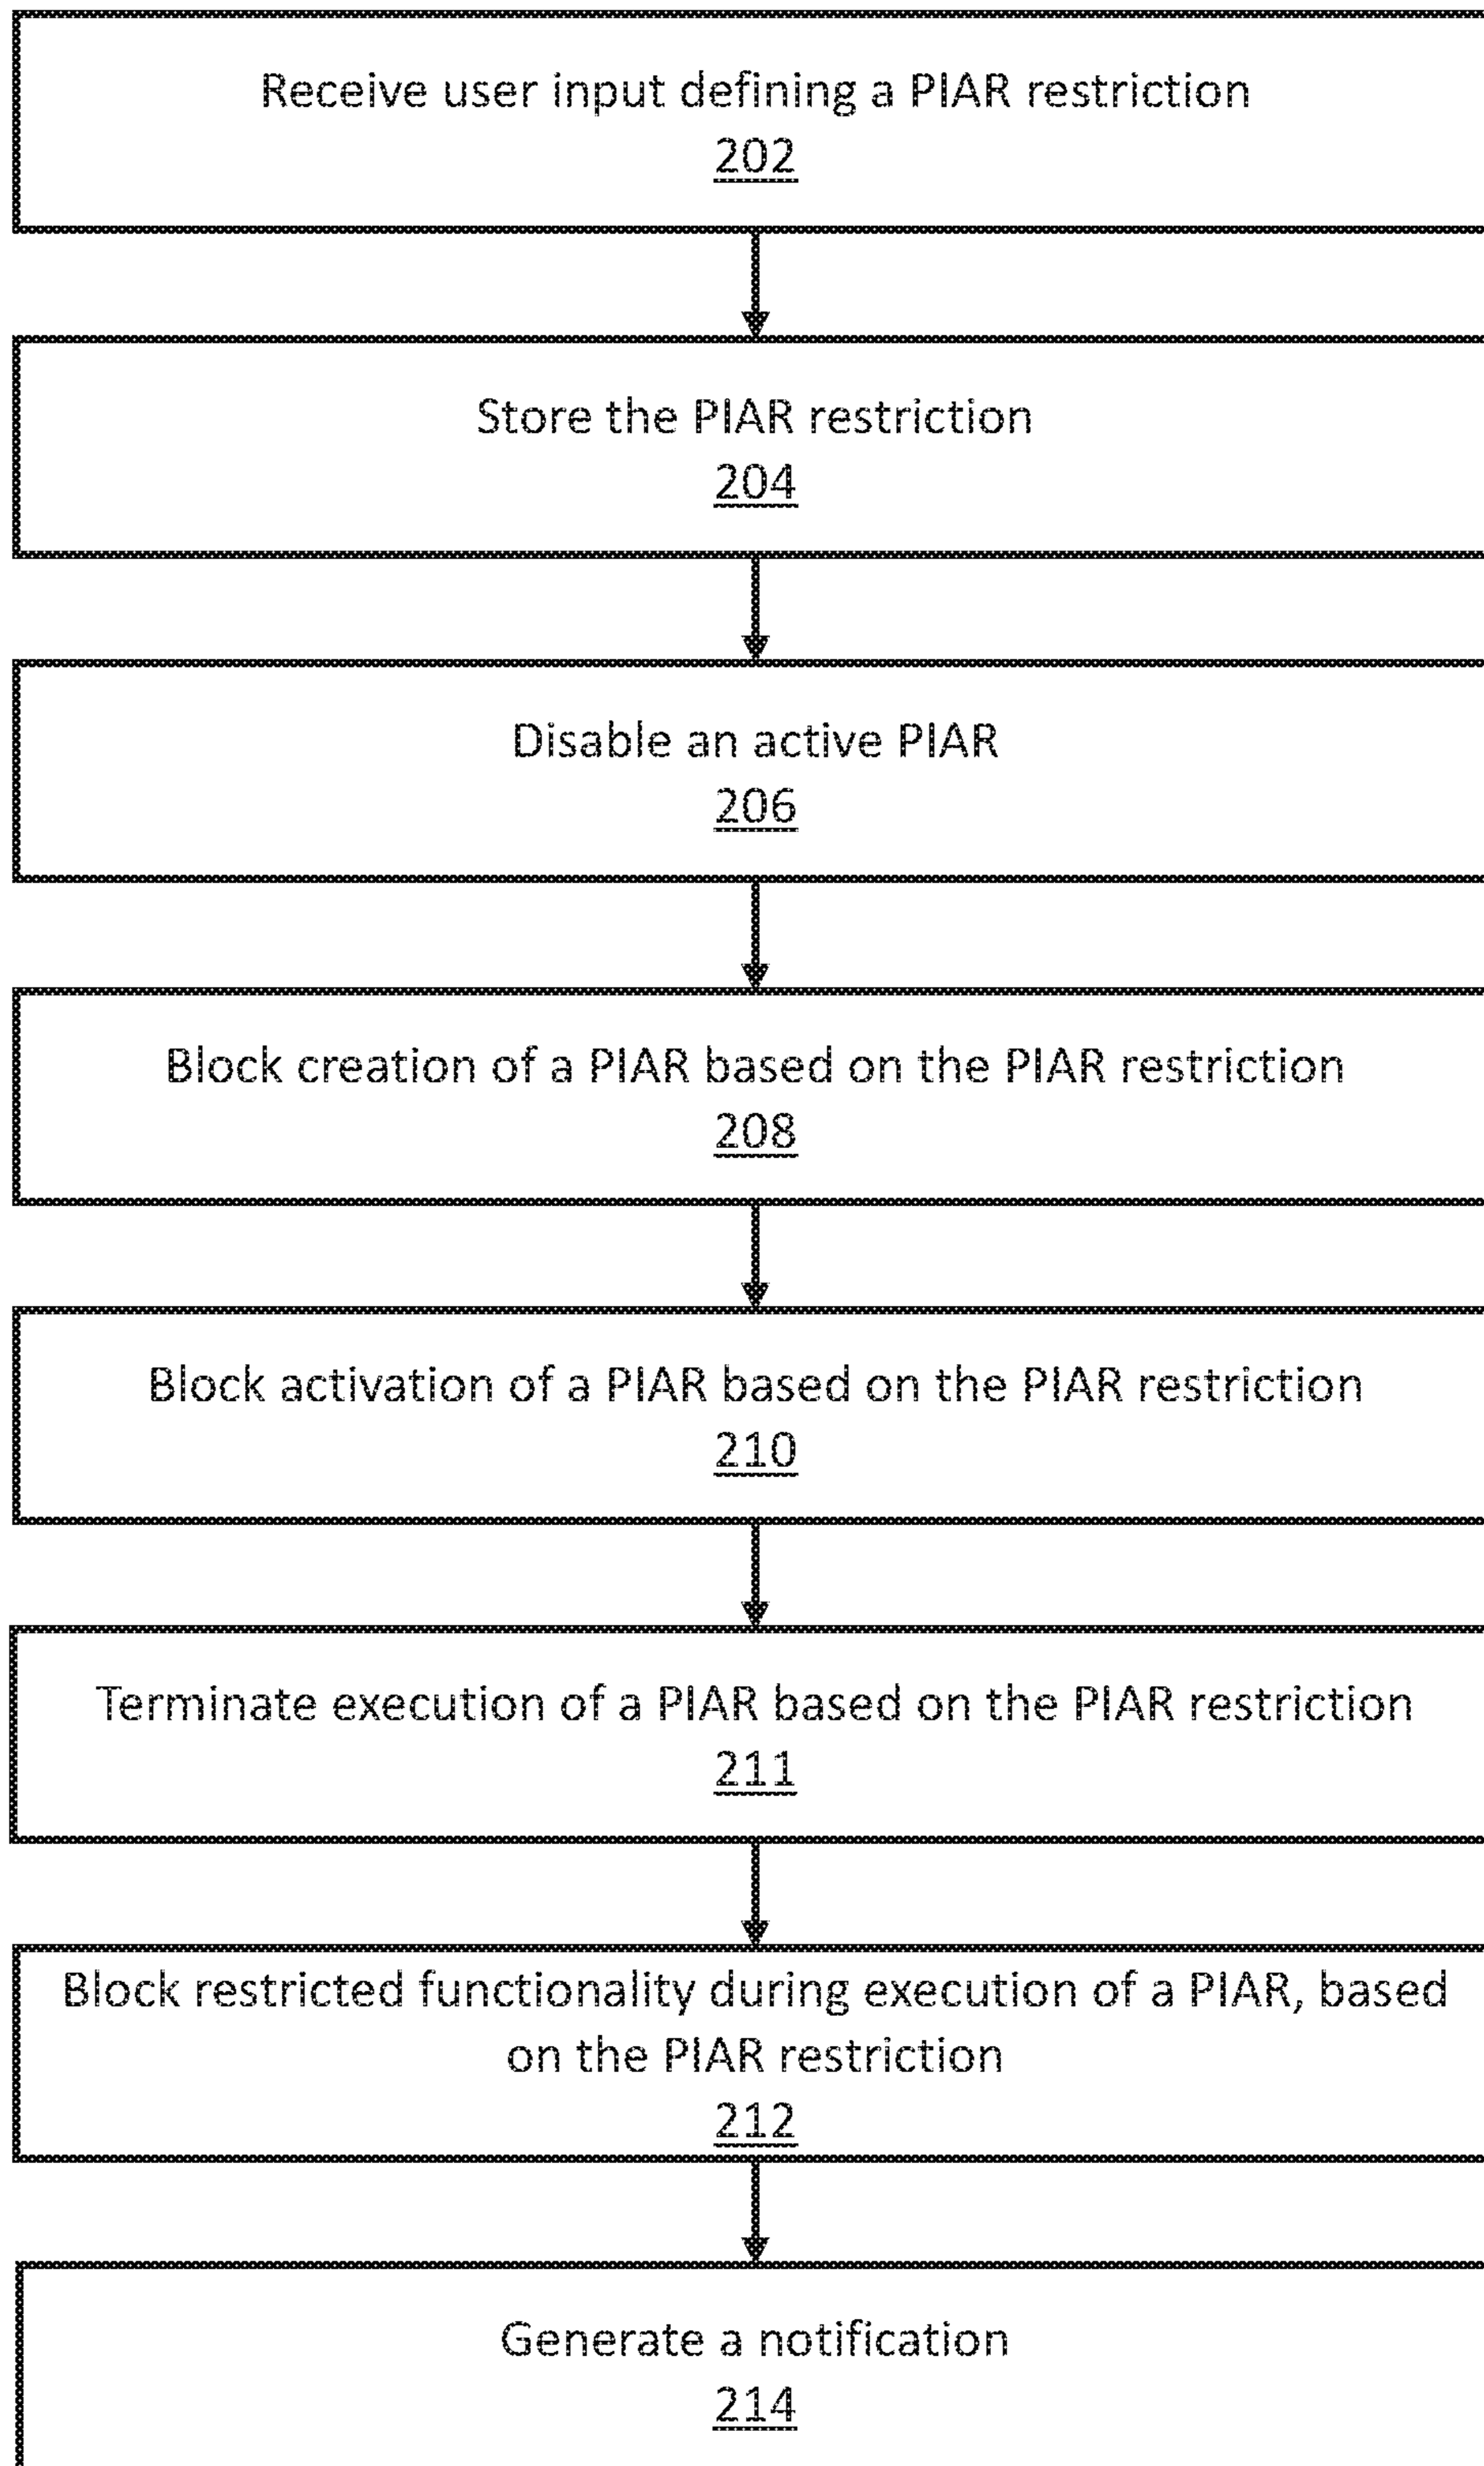 Receive user input defining a PIAR restriction
202
Store the PIAR restriction
204
Disable an active PIAR
206
Block creation of a PIAR based on the PIAR restriction
208
Block activation of a PIAR based on the PIAR restriction
210
Terminate execution of a PIAR based on the PIAR restriction
211
Block restricted functionality during execution of a PIAR, based
on the PIAR restriction
212
Generate a notification
214